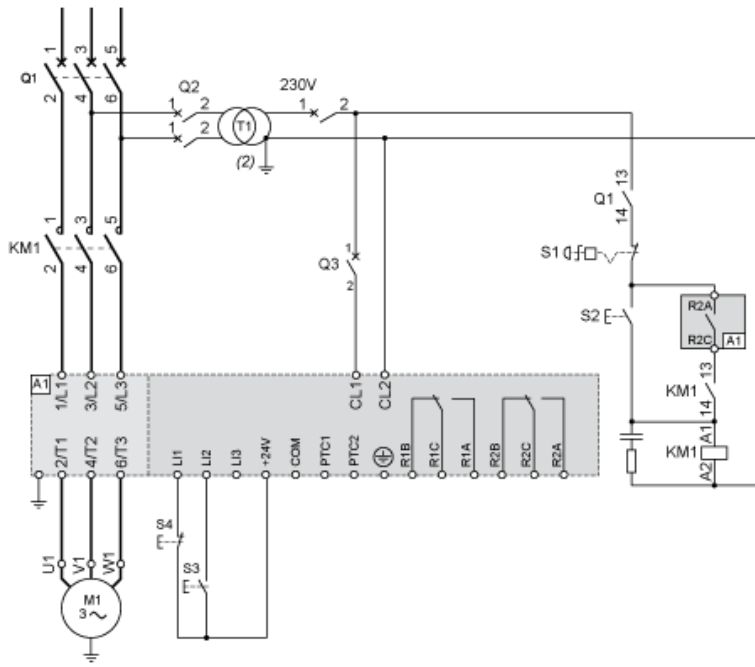 1 3 5
Q1
2 4 6
Q2
1 2
1 2
T1
(2)
230V
1 2
1 3 5
KM1
2 4 6
Q3
1
2
13
Q1
14
S1
S2
R2A
R2C
A1
13
KM1
14
A1
KM1
A2
A1
1/L1 3/L2 5/L3
CL1 CL2
2/T1 4/T2 6/T3
LI1 LI2 LI3 +24V COM PTC1 PTC2 R1B R1C R1A R2B R2C R2A
S4
S3
U1 V1 W1
M1
3 ~